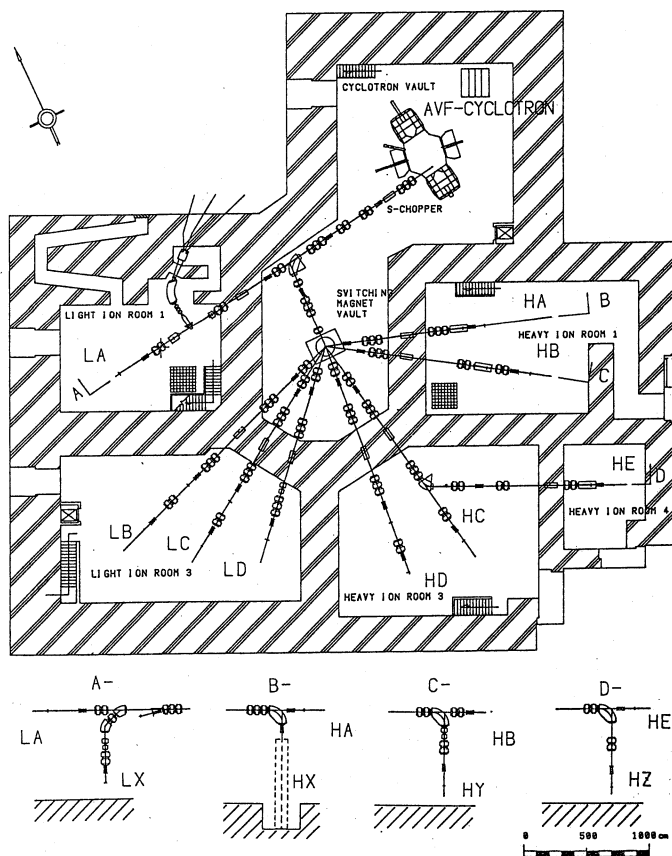 CYCLOTRON VAULT
AVF-CYCLOTRON
S-CHOPPER
SVITCHING
MAGNET
VAULT
LIGHT ION ROOM 1
LA
A
HA
B
HEAVY ION ROOM 1
HB
C
HE
D
HEAVY ION ROOM 4
LB
LC
LD
LIGHT ION ROOM 3
HC
HD
HEAVY ION ROOM 3
A-
B-
C-
D-
LA
LX
HA
HX
HB
HY
HE
HZ
0 500 1000cm